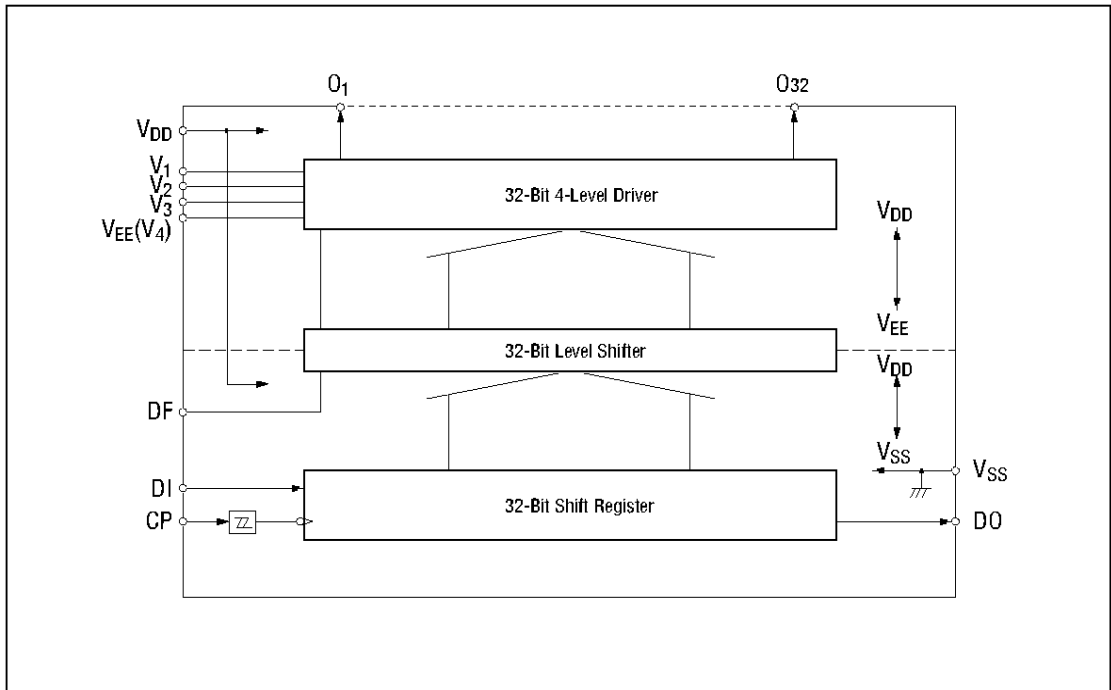 O1 O32
VDD
V1
V2
V3
VEE(V4)
32-Bit 4-Level Driver
VDD
VEE
32-Bit Level Shifter
VDD
DF
VSS
VSS
DI
CP
32-Bit Shift Register
DO